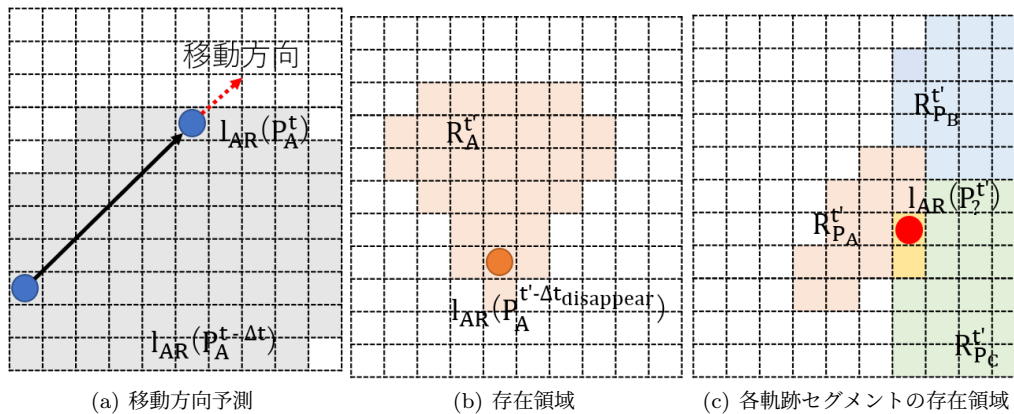 移動方向
l_AR(P_A^t)
l_AR(P_A^{t-Δt})
(a) 移動方向予測
R_A^{t'}
l_AR(P_A^{t'-Δt_disappear})
(b) 存在領域
R_{P_B}^{t'}
l_AR(P_?^{t'})
R_{P_A}^{t'}
R_{P_C}^{t'}
(c) 各軌跡セグメントの存在領域